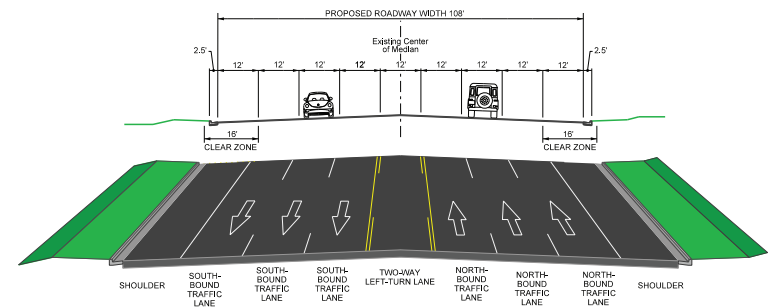 PROPOSED ROADWAY WIDTH 108'
Existing Center
of Median
2.5'
12' 12' 12' 12' 12' 12' 12' 12' 12'
2.5'
16'
CLEAR ZONE
16'
CLEAR ZONE
SHOULDER
SOUTH-
BOUND
TRAFFIC
LANE
SOUTH-
BOUND
TRAFFIC
LANE
SOUTH-
BOUND
TRAFFIC
LANE
TWO-WAY
LEFT-TURN LANE
NORTH-
BOUND
TRAFFIC
LANE
NORTH-
BOUND
TRAFFIC
LANE
NORTH-
BOUND
TRAFFIC
LANE
SHOULDER